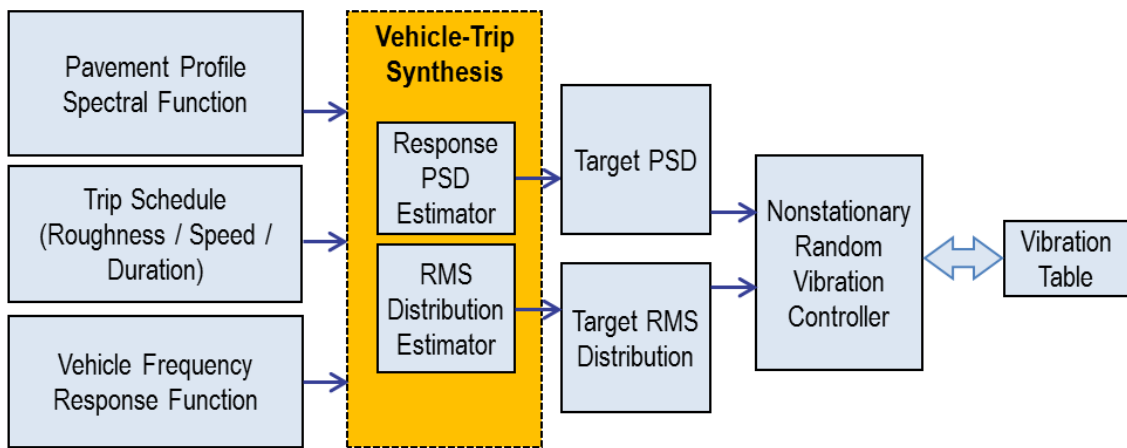 Pavement Profile
Spectral Function
Trip Schedule
(Roughness / Speed /
Duration)
Vehicle Frequency
Response Function
Vehicle-Trip
Synthesis
Response
PSD
Estimator
RMS
Distribution
Estimator
Target PSD
Target RMS
Distribution
Nonstationary
Random
Vibration
Controller
Vibration
Table